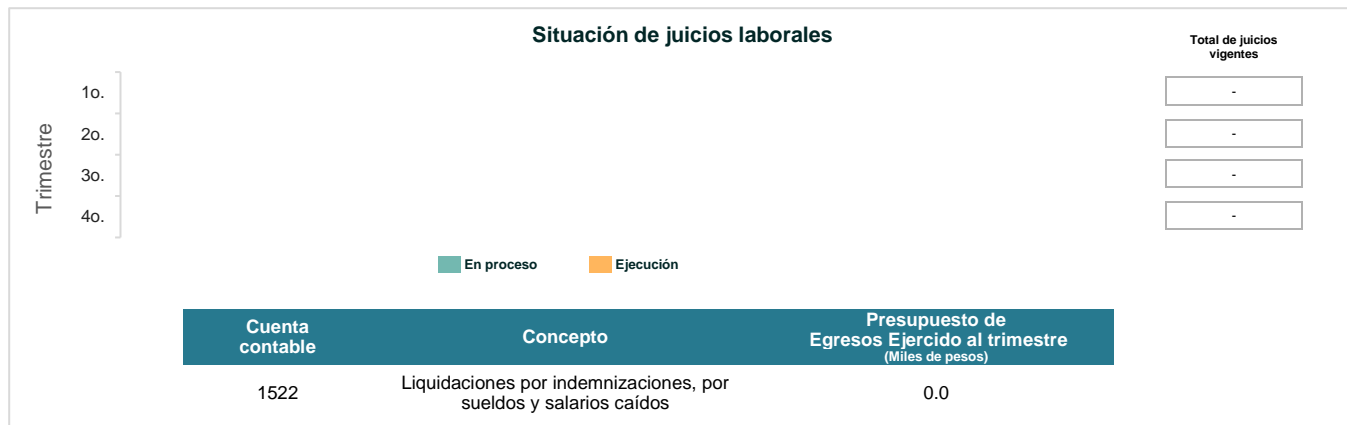 Situación de juicios laborales
Total de juicios
vigentes
Trimestre
1o.
-
2o.
-
3o.
-
4o.
-
En proceso
Ejecución
Cuenta
contable
Concepto
Presupuesto de
Egresos Ejercido al trimestre
(Miles de pesos)
1522
Liquidaciones por indemnizaciones, por
sueldos y salarios caídos
0.0